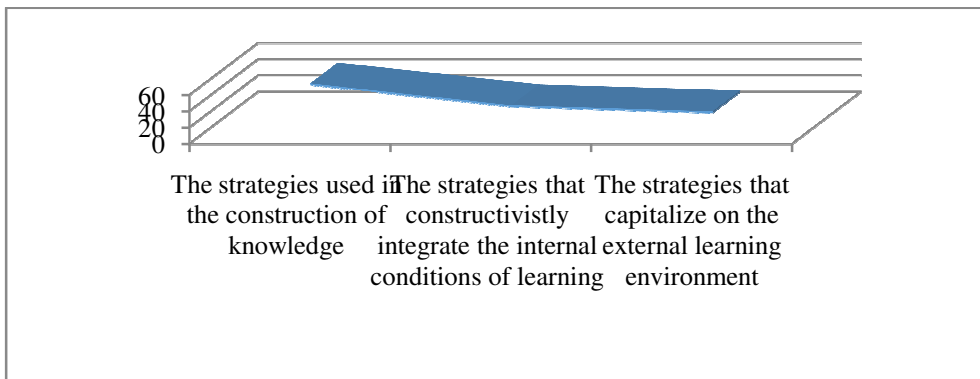 60
40
20
0
The strategies used in
the construction of
knowledge
The strategies that
constructivistly
integrate the internal
conditions of learning
The strategies that
capitalize on the
external learning
environment